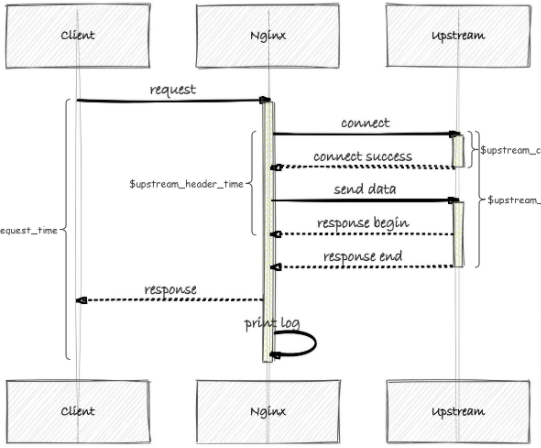 Client Nginx Upstream
request
connect
$upstream_c
connect success
$upstream_header_time
send data
$upstream_
response begin
equest_time
response end
response
print log
Client Nginx Upstream